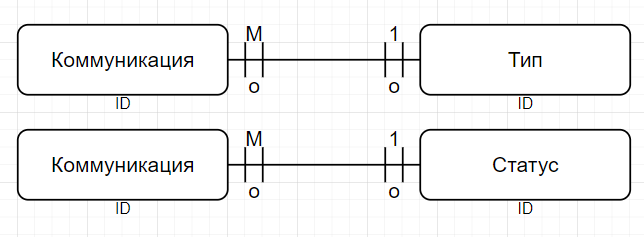 М 1
Коммуникация Тип
o o
ID ID
М 1
Коммуникация Статус
o o
ID ID